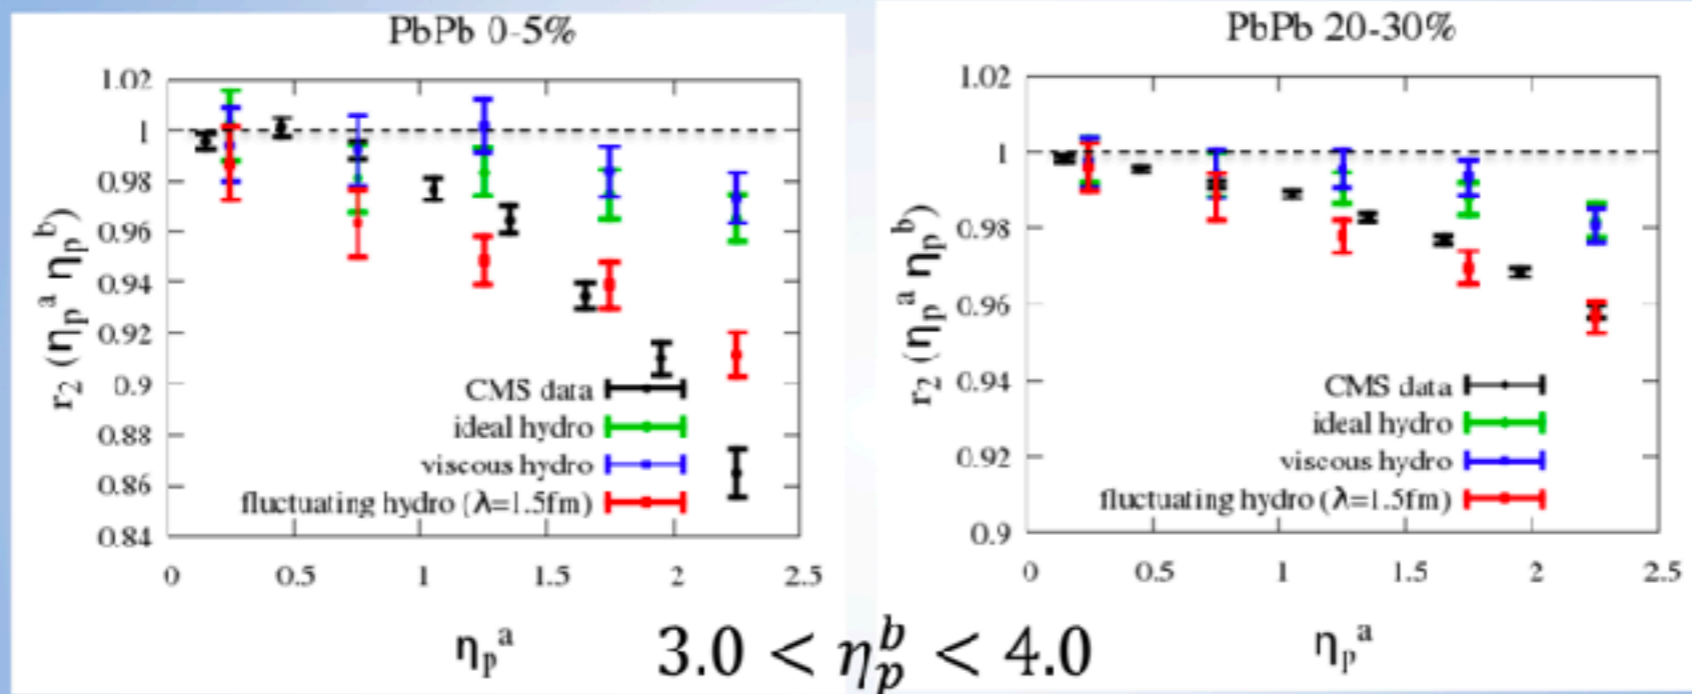 PbPb 0-5%
1.02
1
0.98
0.96
0.94
0.92
0.9
0.88
0.86
0.84
r₂ (ηₚᵃ ηₚᵇ)
CMS data
ideal hydro
viscous hydro
fluctuating hydro (λ=1.5fm)
0 0.5 1 1.5 2 2.5
ηₚᵃ
PbPb 20-30%
1.02
1
0.98
0.96
0.94
0.92
0.9
r₂ (ηₚᵃ ηₚᵇ)
CMS data
ideal hydro
viscous hydro
fluctuating hydro (λ=1.5fm)
0 0.5 1 1.5 2 2.5
ηₚᵃ
3.0 < ηₚᵇ < 4.0